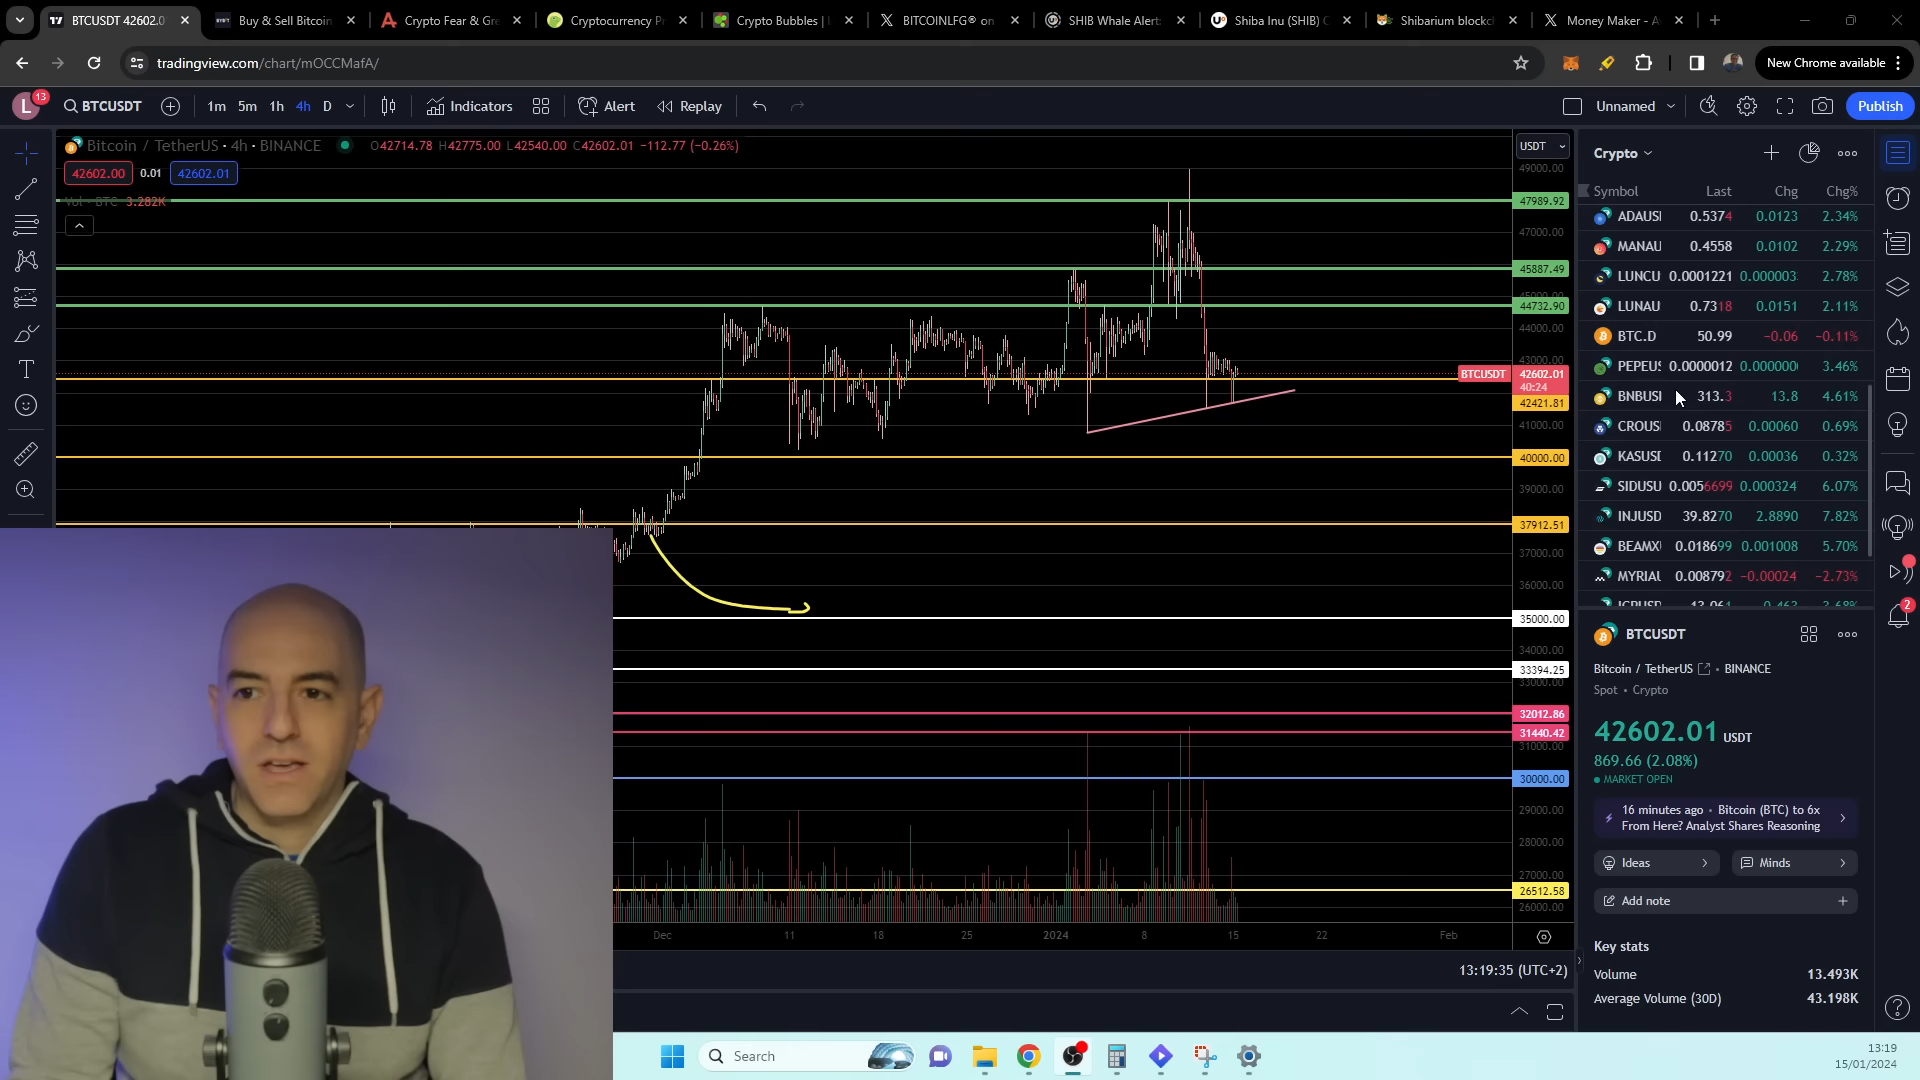 BTCUSDT 42602.0
Buy & Sell Bitcoin
Crypto Fear & Gre
Cryptocurrency P
Crypto Bubbles |
BITCOINLFG® on
SHIB Whale Alert
Shiba Inu (SHIB) C
Shibarium blockc
Money Maker - A
tradingview.com/chart/mOCCMafA/
New Chrome available
L
13
BTCUSDT
1m 5m 1h 4h D
Indicators
Alert
Replay
Unnamed
Publish
Bitcoin / TetherUS · 4h · BINANCE
O42714.78 H42775.00 L42540.00 C42602.01 −112.77 (−0.26%)
42602.00 0.01 42602.01
Vol · BTC 3.282K
USDT
49000.00
47989.92
47000.00
45887.49
45000.00
44732.90
44000.00
43000.00
BTCUSDT 42602.01
40:24
42421.81
41000.00
40000.00
39000.00
37912.51
37000.00
36000.00
35000.00
34000.00
33394.25
33000.00
32012.86
31440.42
31000.00
30000.00
29000.00
28000.00
27000.00
26512.58
26000.00
Dec 11 18 25 2024 8 15 22 Feb
13:19:35 (UTC+2)
Crypto
Symbol Last Chg Chg%
ADAUSI 0.5374 0.0123 2.34%
MANAU 0.4558 0.0102 2.29%
LUNCU 0.0001221 0.000003 2.78%
LUNAU 0.7318 0.0151 2.11%
BTC.D 50.99 −0.06 −0.11%
PEPEUS 0.0000012 0.000000 3.46%
BNBUSI 313.3 13.8 4.61%
CROUSI 0.08785 0.00060 0.69%
KASUSI 0.11270 0.00036 0.32%
SIDUSU 0.0056699 0.000324 6.07%
INJUSD 39.8270 2.8890 7.82%
BEAMX 0.018699 0.001008 5.70%
MYRIAL 0.008792 −0.00024 −2.73%
BTCUSDT
Bitcoin / TetherUS • BINANCE
Spot • Crypto
42602.01 USDT
869.66 (2.08%)
MARKET OPEN
16 minutes ago • Bitcoin (BTC) to 6x
From Here? Analyst Shares Reasoning
Ideas
Minds
Add note
Key stats
Volume 13.493K
Average Volume (30D) 43.198K
2
Search
13:19
15/01/2024